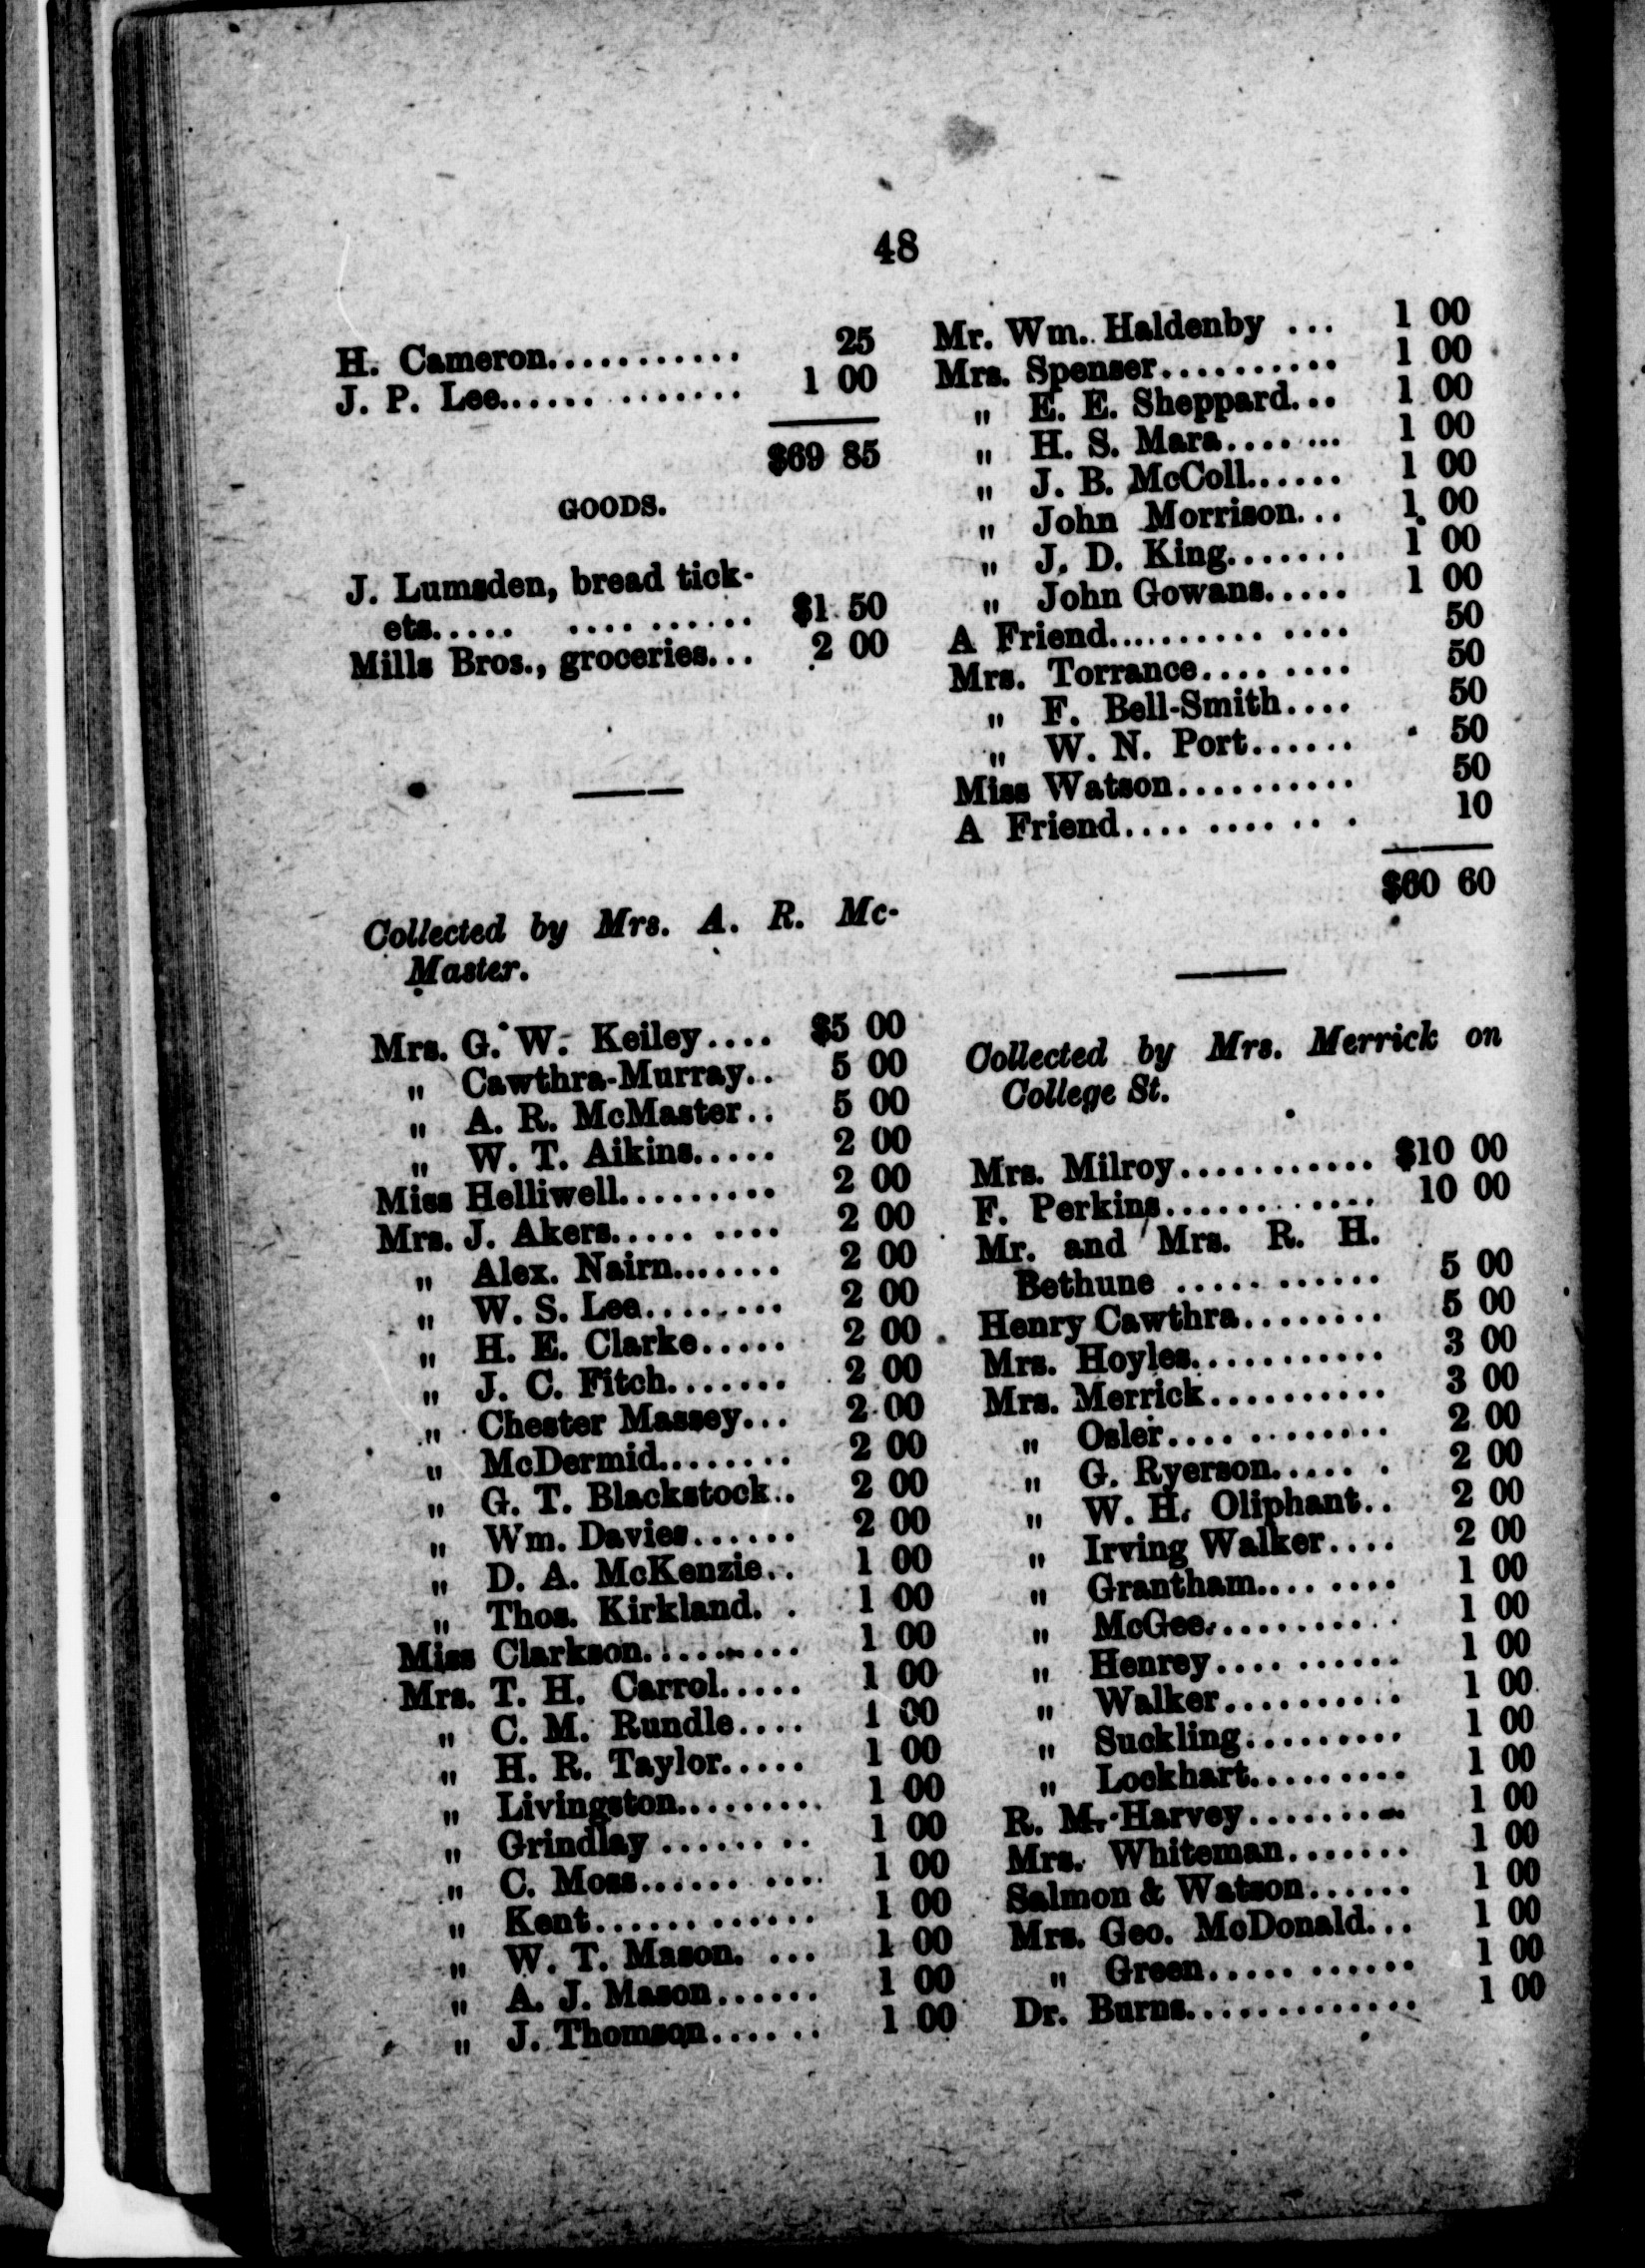 48
H. Cameron........... 25
J. P. Lee...... ....... 1 00
$69 85
GOODS.
J. Lumsden, bread tick-
ets..... .... ...... $1 50
Mills Bros., groceries... 2 00
Collected by Mrs. A. R. Mc-
Master.
Mrs. G. W. Keiley.... $5 00
„ Cawthra-Murray.. 5 00
„ A. R. McMaster.. 5 00
„ W. T. Aikins..... 2 00
Miss Helliwell......... 2 00
Mrs. J. Akers..... .... 2 00
„ Alex. Nairn....... 2 00
„ W. S. Lee......... 2 00
„ H. E. Clarke..... 2 00
„ J. C. Fitch....... 2 00
„ Chester Massey... 2 00
„ McDermid........ 2 00
„ G. T. Blackstock.. 2 00
„ Wm. Davies...... 2 00
„ D. A. McKenzie.. 1 00
„ Thos. Kirkland. . 1 00
Miss Clarkson......... 1 00
Mrs. T. H. Carrol..... 1 00
„ C. M. Rundle.... 1 00
„ H. R. Taylor..... 1 00
„ Livingston......... 1 00
„ Grindlay ........ 1 00
„ C. Moss...... .... 1 00
„ Kent...... ...... 1 00
„ W. T. Mason. ... 1 00
„ A. J. Mason...... 1 00
„ J. Thomson...... 1 00
Mr. Wm. Haldenby ... 1 00
Mrs. Spenser.......... 1 00
„ E. E. Sheppard... 1 00
„ H. S. Mara....... 1 00
„ J. B. McColl...... 1 00
„ John Morrison... 1 00
„ J. D. King....... 1 00
„ John Gowans..... 1 00
A Friend.......... .... 50
Mrs. Torrance.... .... 50
„ F. Bell-Smith.... 50
„ W. N. Port...... 50
Miss Watson.......... 50
A Friend.... .... .. . 10
$60 60
Collected by Mrs. Merrick on
College St.
Mrs. Milroy........... $10 00
F. Perkins............ 10 00
Mr. and Mrs. R. H.
Bethune ..... ...... 5 00
Henry Cawthra........ 5 00
Mrs. Hoyles........... 3 00
Mrs. Merrick.......... 3 00
„ Osler.... ........ 2 00
„ G. Ryerson..... . 2 00
„ W. H. Oliphant.. 2 00
„ Irving Walker.... 2 00
„ Grantham.... .... 1 00
„ McGee........... 1 00
„ Henrey.... ...... 1 00
„ Walker.......... 1 00
„ Suckling......... 1 00
„ Lockhart......... 1 00
R. M. Harvey......... 1 00
Mrs. Whiteman....... 1 00
Salmon & Watson...... 1 00
Mrs. Geo. McDonald... 1 00
„ Green..... ...... 1 00
Dr. Burns............. 1 00